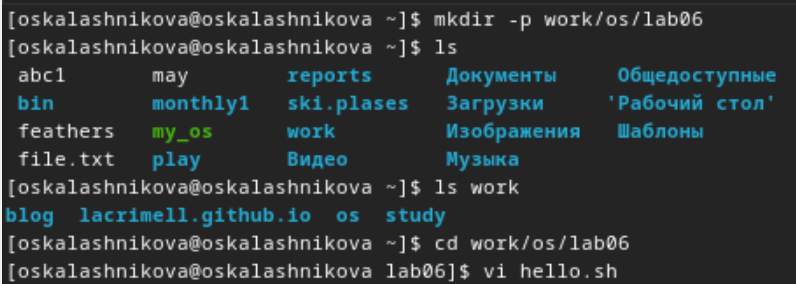 [oskalashnikova@oskalashnikova ~]$ mkdir -p work/os/lab06
[oskalashnikova@oskalashnikova ~]$ ls
abc1 may reports Документы Общедоступные
bin monthly1 ski.plases Загрузки 'Рабочий стол'
feathers my_os work Изображения Шаблоны
file.txt play Видео Музыка
[oskalashnikova@oskalashnikova ~]$ ls work
blog lacrimell.github.io os study
[oskalashnikova@oskalashnikova ~]$ cd work/os/lab06
[oskalashnikova@oskalashnikova lab06]$ vi hello.sh